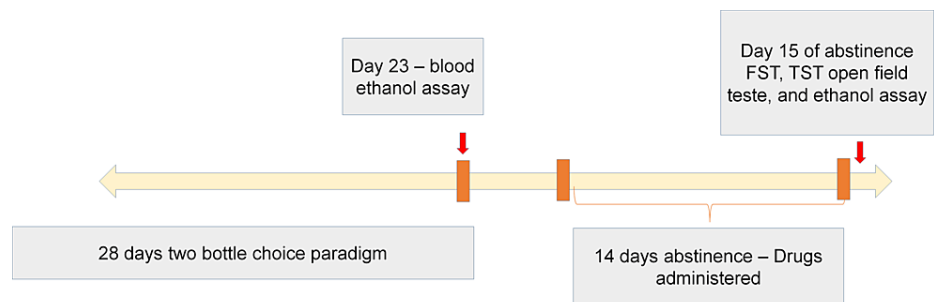 Day 23 – blood
ethanol assay
Day 15 of abstinence
FST, TST open field
teste, and ethanol assay
28 days two bottle choice paradigm
14 days abstinence – Drugs
administered